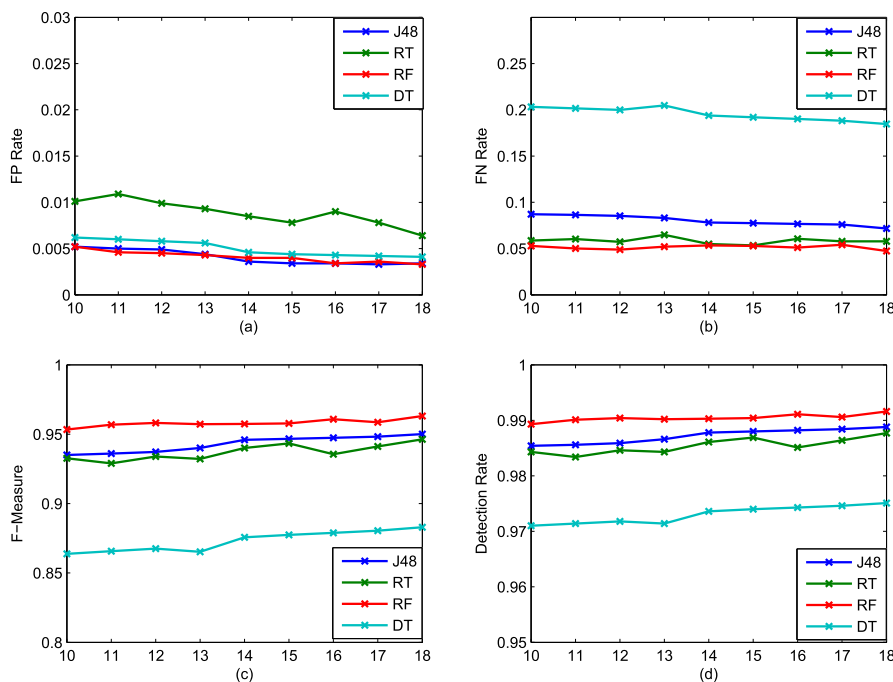 0.03
0.025
0.02
0.015
0.01
0.005
0
FP Rate
10 11 12 13 14 15 16 17 18
(a)
J48
RT
RF
DT
0.25
0.2
0.15
0.1
0.05
0
FN Rate
10 11 12 13 14 15 16 17 18
(b)
J48
RT
RF
DT
1
0.95
0.9
0.85
0.8
F-Measure
10 11 12 13 14 15 16 17 18
(c)
J48
RT
RF
DT
1
0.99
0.98
0.97
0.96
0.95
Detection Rate
10 11 12 13 14 15 16 17 18
(d)
J48
RT
RF
DT